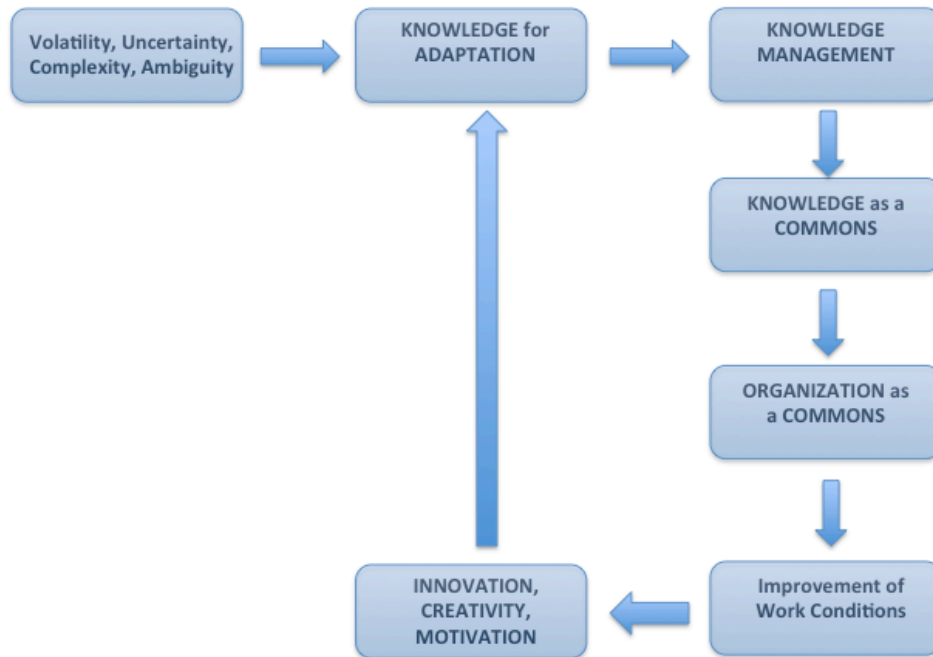 Volatility, Uncertainty,
Complexity, Ambiguity
KNOWLEDGE for
ADAPTATION
KNOWLEDGE
MANAGEMENT
KNOWLEDGE as a
COMMONS
ORGANIZATION as
a COMMONS
Improvement of
Work Conditions
INNOVATION,
CREATIVITY,
MOTIVATION